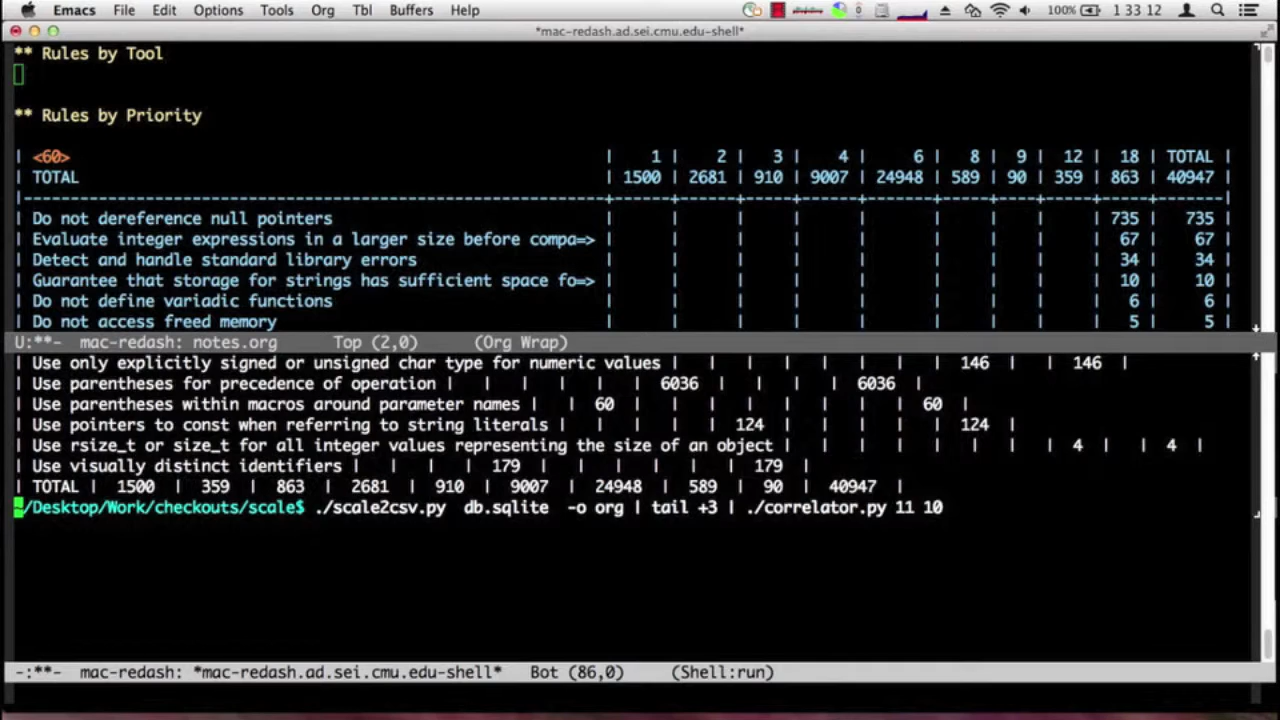 Emacs File Edit Options Tools Org Tbl Buffers Help 100% 1 33 12
*mac-redash.ad.sei.cmu.edu-shell*
** Rules by Tool
** Rules by Priority
| <60> | 1 | 2 | 3 | 4 | 6 | 8 | 9 | 12 | 18 | TOTAL |
| TOTAL | 1500 | 2681 | 910 | 9007 | 24948 | 589 | 90 | 359 | 863 | 40947 |
|-------------------------------------------------------------+------+------+-----+------+-------+-----+----+-----+-----+-------|
| Do not dereference null pointers | | | | | | | | | 735 | 735 |
| Evaluate integer expressions in a larger size before compa=> | | | | | | | | | 67 | 67 |
| Detect and handle standard library errors | | | | | | | | | 34 | 34 |
| Guarantee that storage for strings has sufficient space fo=> | | | | | | | | | 10 | 10 |
| Do not define variadic functions | | | | | | | | | 6 | 6 |
| Do not access freed memory | | | | | | | | | 5 | 5 |
U:**- mac-redash: notes.org Top (2,0) (Org Wrap)
| Use only explicitly signed or unsigned char type for numeric values | | | | | | | 146 | | 146 |
| Use parentheses for precedence of operation | | | | | | 6036 | | | | 6036 |
| Use parentheses within macros around parameter names | | 60 | | | | | | | | 60 |
| Use pointers to const when referring to string literals | | | | | 124 | | | | | 124 |
| Use rsize_t or size_t for all integer values representing the size of an object | | | | | | | | 4 | | 4 |
| Use visually distinct identifiers | | | | 179 | | | | | | 179 |
| TOTAL | 1500 | 359 | 863 | 2681 | 910 | 9007 | 24948 | 589 | 90 | 40947 |
~/Desktop/Work/checkouts/scale$ ./scale2csv.py db.sqlite -o org | tail +3 | ./correlator.py 11 10
-:**- mac-redash: *mac-redash.ad.sei.cmu.edu-shell* Bot (86,0) (Shell:run)